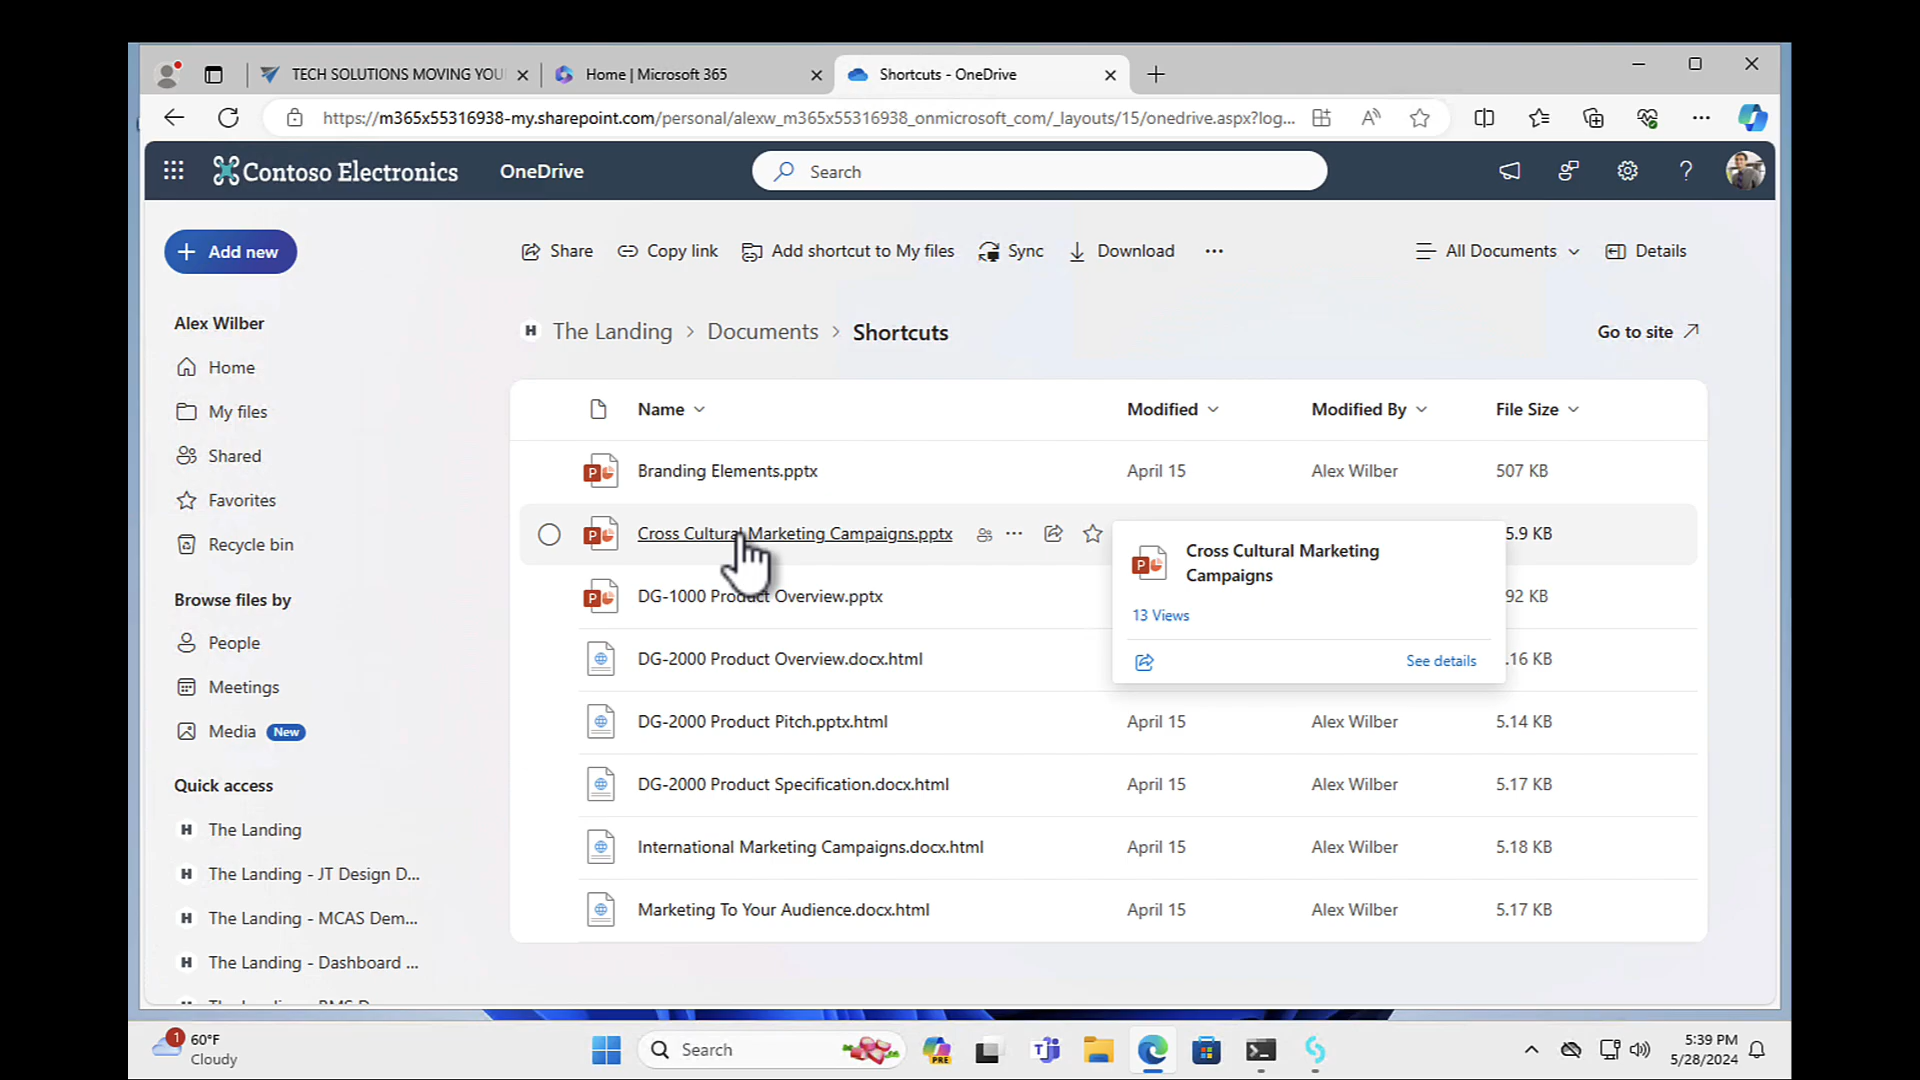 TECH SOLUTIONS MOVING YOU
Home | Microsoft 365
Shortcuts - OneDrive
https://m365x55316938-my.sharepoint.com/personal/alexw_m365x55316938_onmicrosoft_com/_layouts/15/onedrive.aspx?log...
Contoso Electronics
OneDrive
Search
Add new
Share
Copy link
Add shortcut to My files
Sync
Download
All Documents
Details
Alex Wilber
Home
My files
Shared
Favorites
Recycle bin
Browse files by
People
Meetings
Media New
Quick access
The Landing
The Landing - JT Design D...
The Landing - MCAS Dem...
The Landing - Dashboard ...
The Landing > Documents > Shortcuts
Go to site
Name Modified Modified By File Size
Branding Elements.pptx April 15 Alex Wilber 507 KB
Cross Cultural Marketing Campaigns.pptx 5.9 KB
DG-1000 Product Overview.pptx 92 KB
DG-2000 Product Overview.docx.html .16 KB
Cross Cultural Marketing
Campaigns
13 Views
See details
DG-2000 Product Pitch.pptx.html April 15 Alex Wilber 5.14 KB
DG-2000 Product Specification.docx.html April 15 Alex Wilber 5.17 KB
International Marketing Campaigns.docx.html April 15 Alex Wilber 5.18 KB
Marketing To Your Audience.docx.html April 15 Alex Wilber 5.17 KB
1
60°F
Cloudy
Search
PRE
5:39 PM
5/28/2024